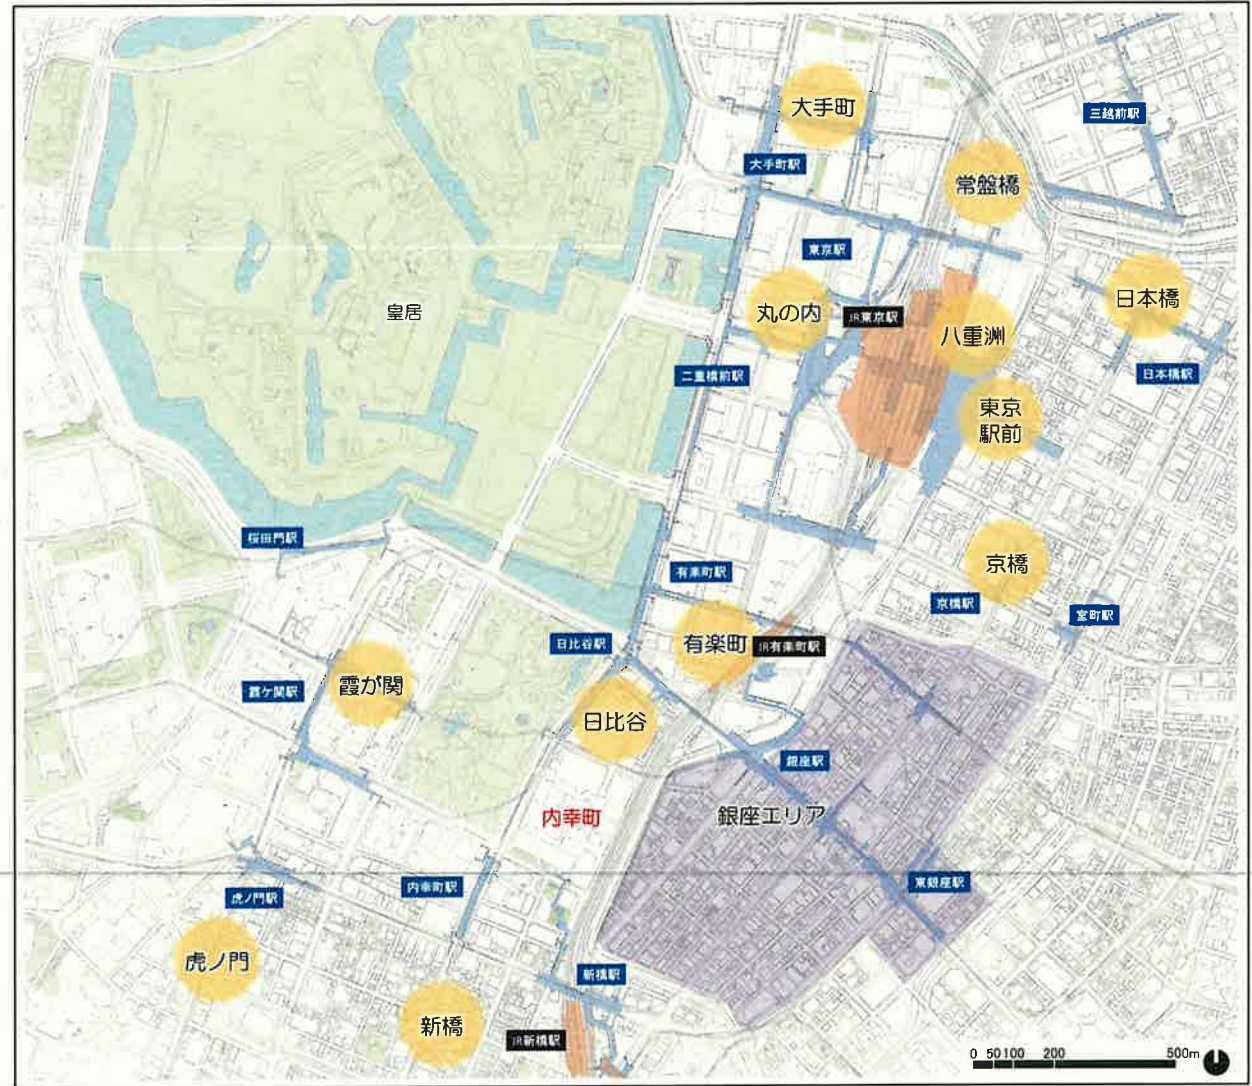 大手町
三越前駅
大手町駅
常盤橋
東京駅
日本橋
丸の内
JR東京駅
皇居
八重洲
二重橋前駅
日本橋駅
東京
駅前
桜田門駅
有楽町駅
京橋
京橋駅
宝町駅
日比谷駅
有楽町
JR有楽町駅
霞ケ関駅
霞が関
日比谷
銀座駅
内幸町
銀座エリア
内幸町駅
東銀座駅
虎ノ門駅
虎ノ門
新橋駅
新橋
JR新橋駅
0 50 100 200 500m